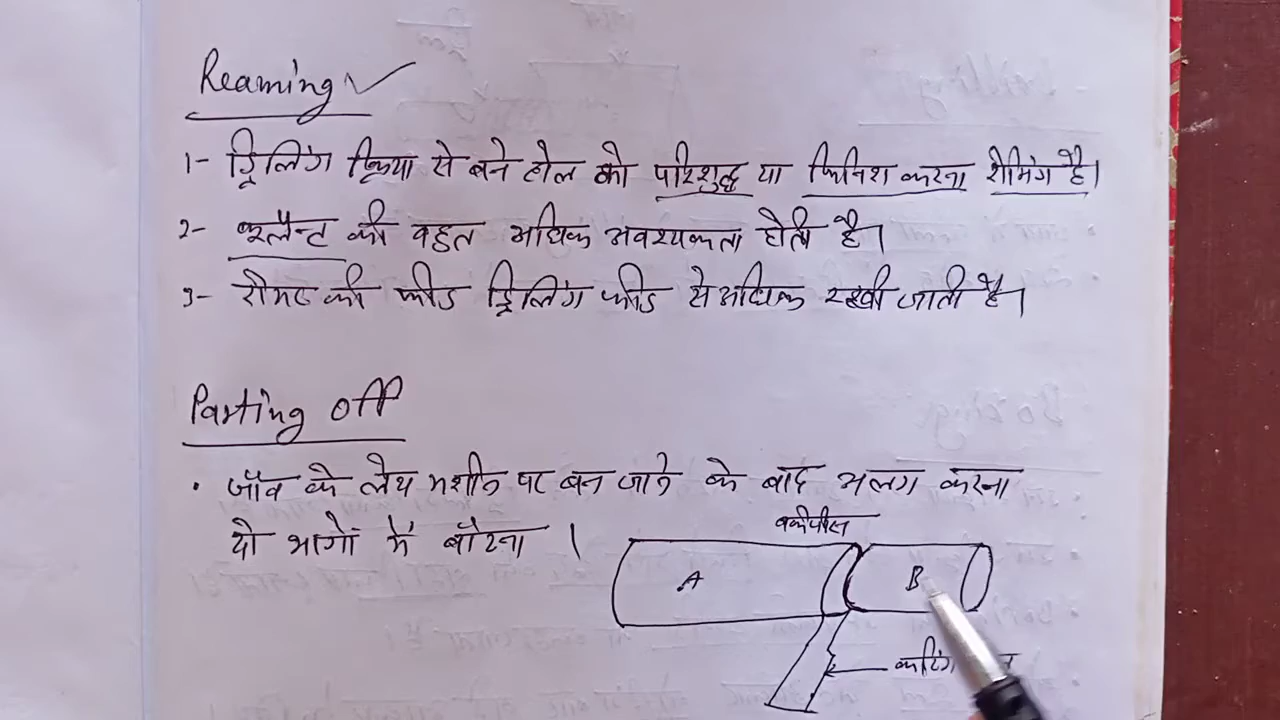 Reaming ✓
1- ड्रिलिंग क्रिया से बने होल को परिशुद्ध या फिनिश करना रीमिंग है।
2- कूलैन्ट की बहुत अधिक अवश्यकता होती है।
3- रीमर की फीड ड्रिलिंग फीड से अधिक रखी जाती है।
Parting off
· जॉब के लेथ मशीन पर बन जाने के बाद अलग करना
दो भागों में बाँटना ।
वर्कपीस
A B
कटिंग